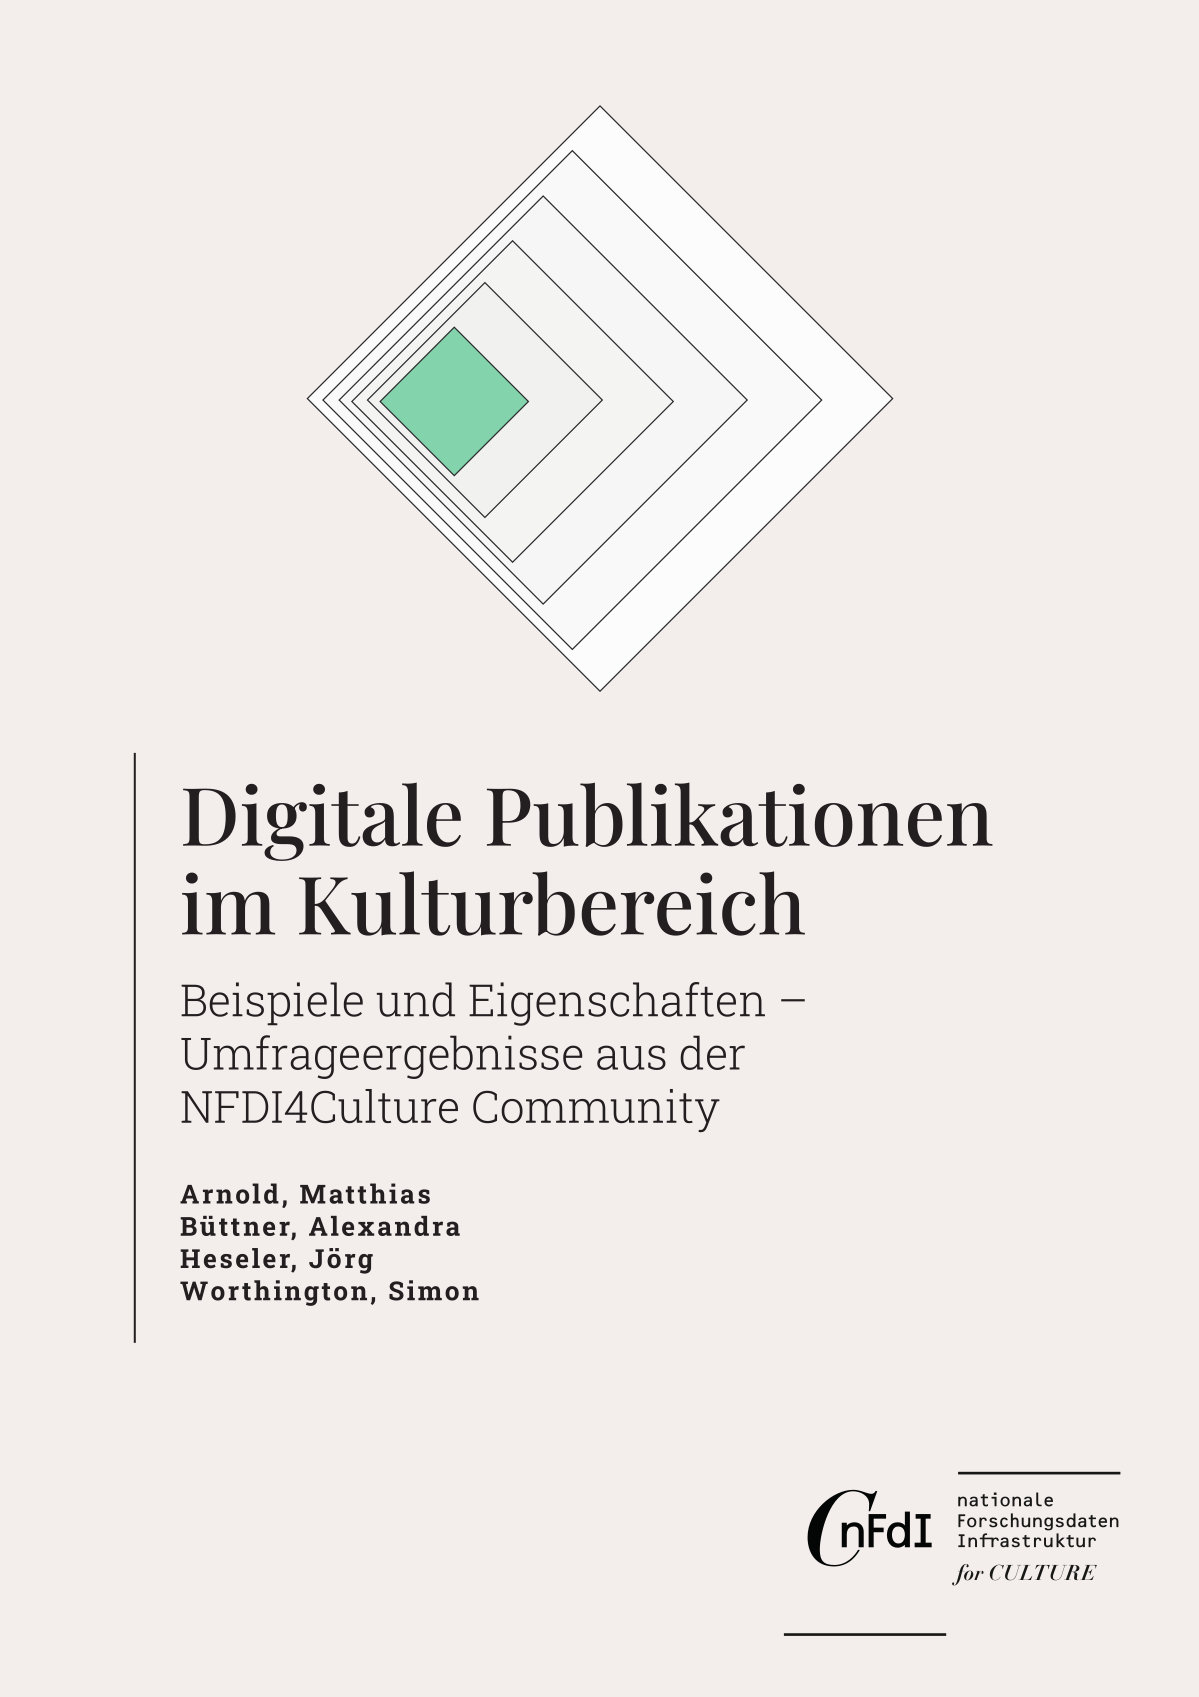 Digitale Publikationen
im Kulturbereich
Beispiele und Eigenschaften –
Umfrageergebnisse aus der
NFDI4Culture Community
Arnold, Matthias
Büttner, Alexandra
Heseler, Jörg
Worthington, Simon
CnFdI
nationale
Forschungsdaten
Infrastruktur
for CULTURE